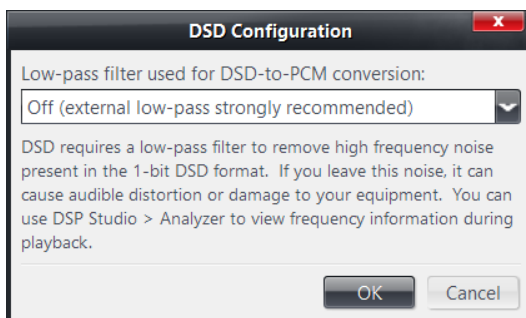 DSD Configuration
x
Low-pass filter used for DSD-to-PCM conversion:
Off (external low-pass strongly recommended)
DSD requires a low-pass filter to remove high frequency noise
present in the 1-bit DSD format.  If you leave this noise, it can
cause audible distortion or damage to your equipment.  You can
use DSP Studio > Analyzer to view frequency information during
playback.
OK
Cancel